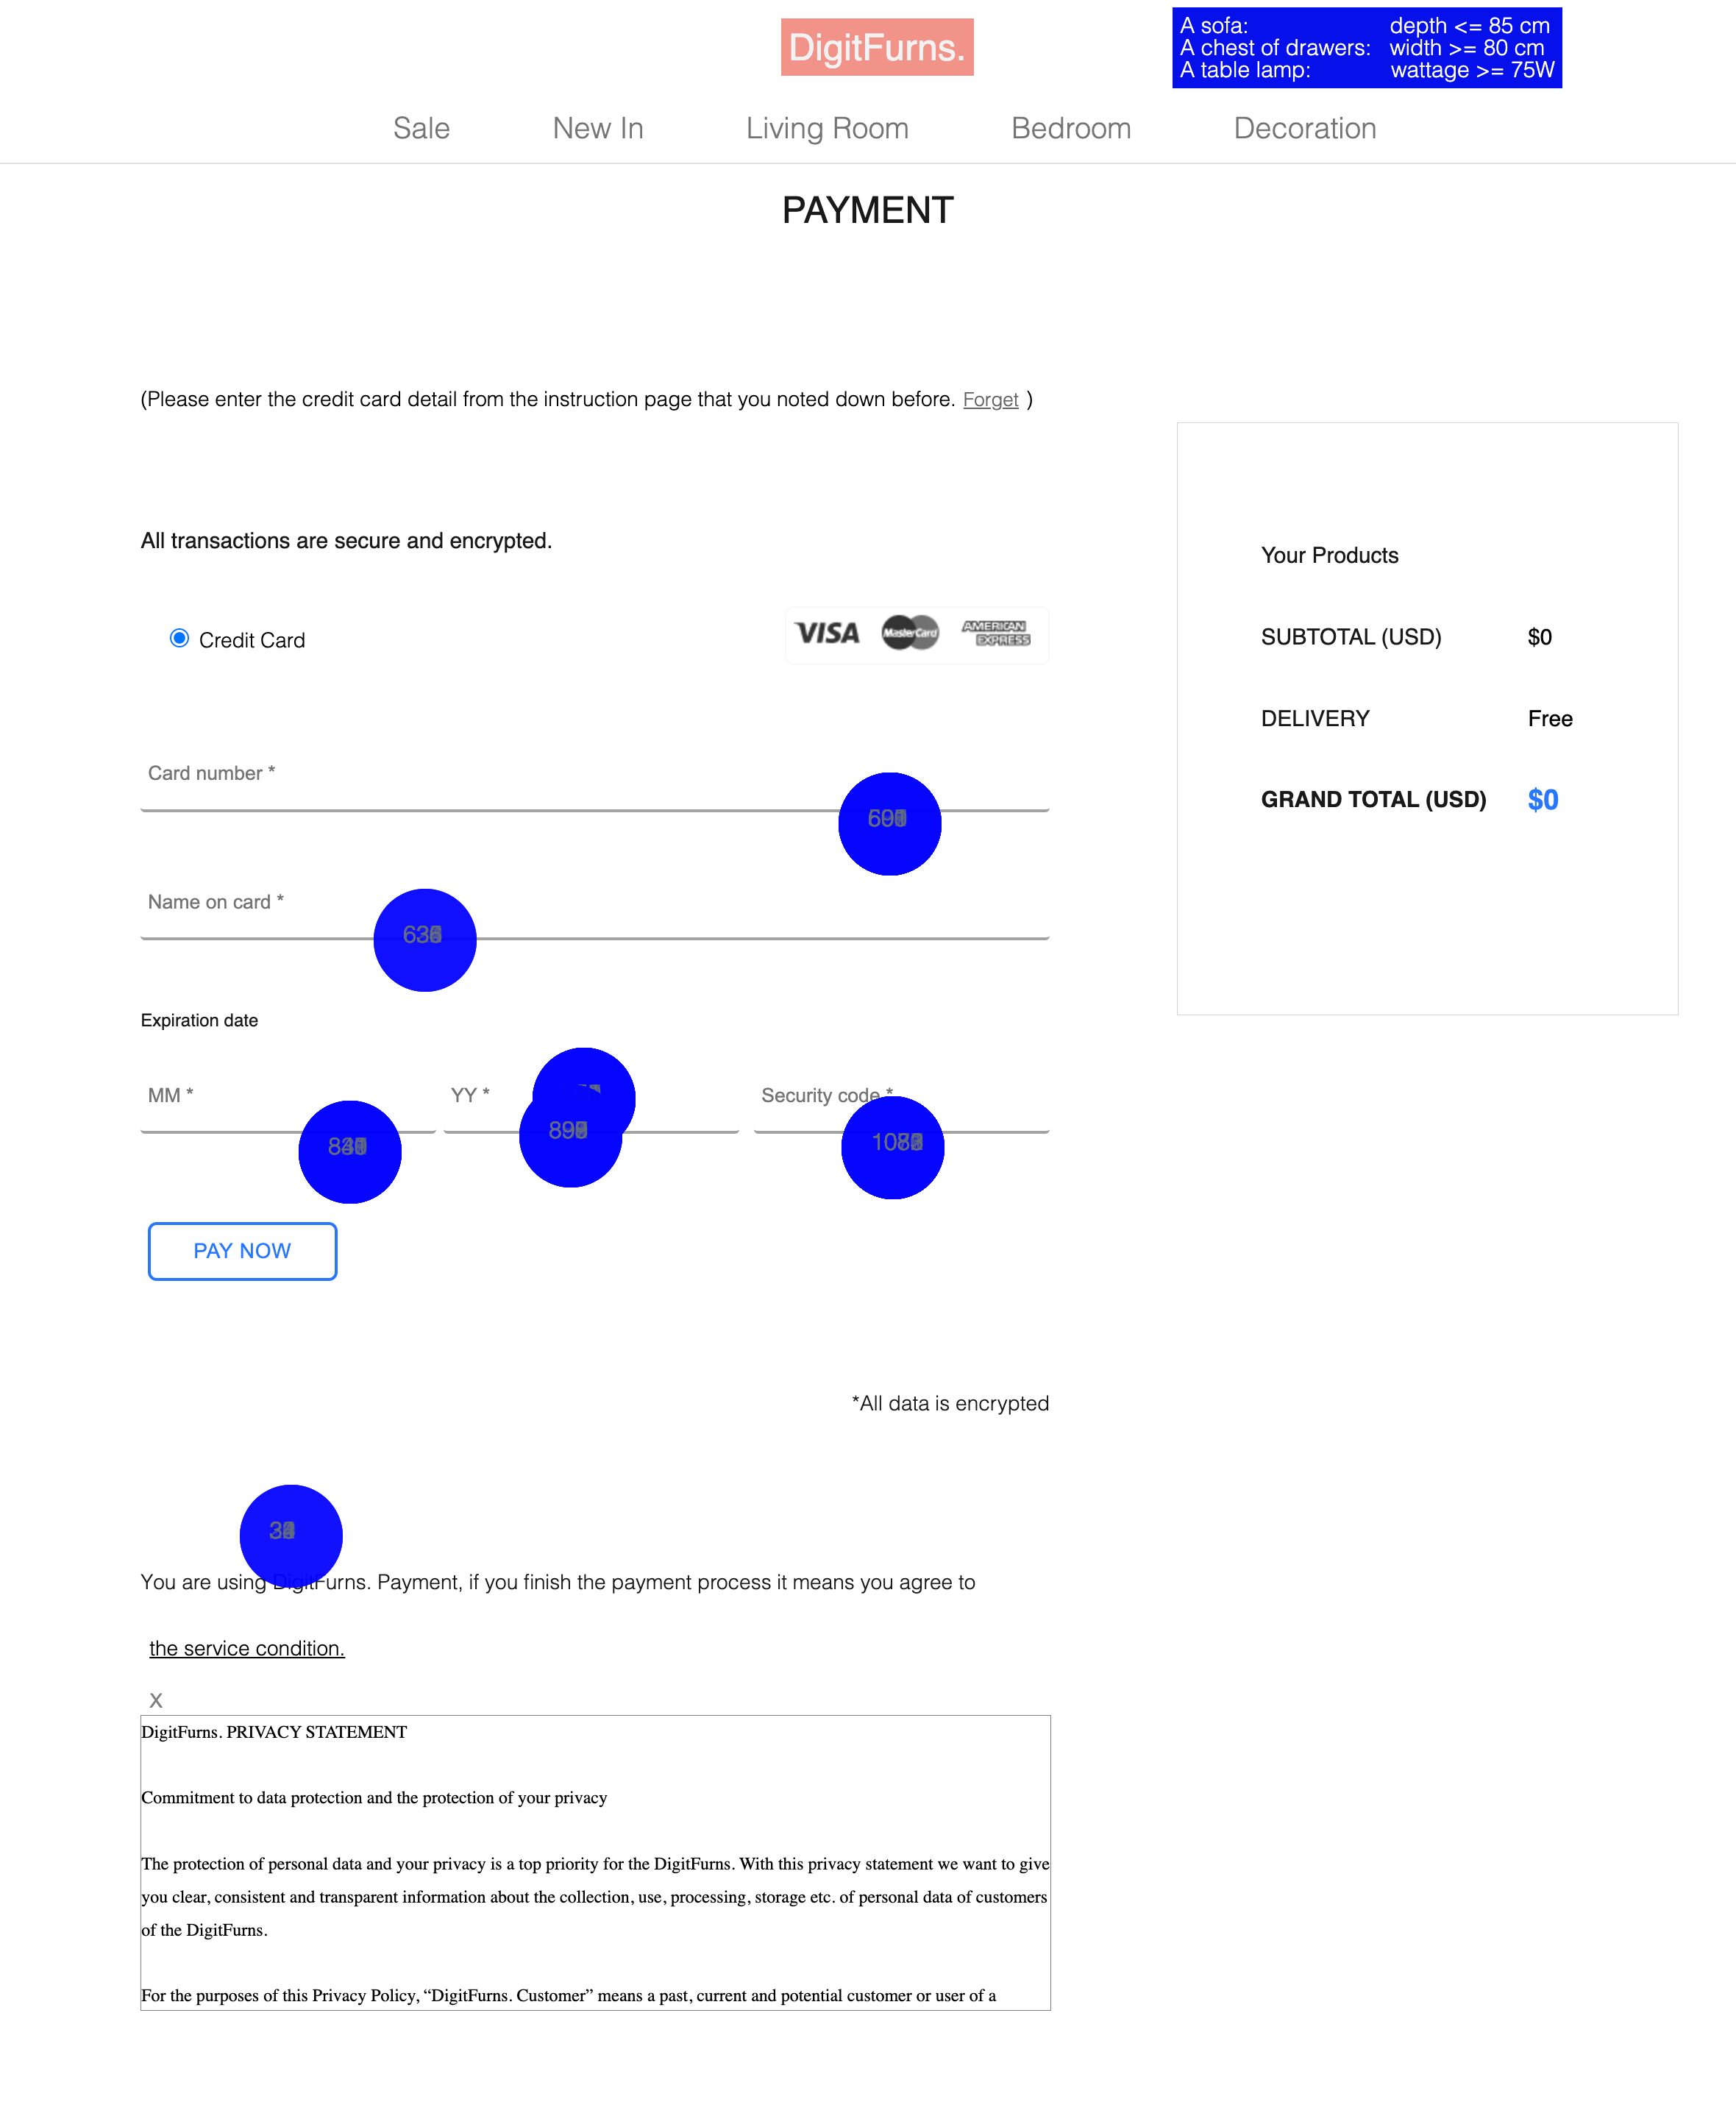 DigitFurns.
A sofa: depth <= 85 cm
A chest of drawers: width >= 80 cm
A table lamp: wattage >= 75W
Sale New In Living Room Bedroom Decoration
PAYMENT
(Please enter the credit card detail from the instruction page that you noted down before. Forget )
All transactions are secure and encrypted.
Credit Card
VISA MasterCard AMERICAN EXPRESS
Your Products
SUBTOTAL (USD) $0
DELIVERY Free
GRAND TOTAL (USD) $0
Card number *
Name on card *
Expiration date
MM * YY * Security code *
PAY NOW
*All data is encrypted
You are using DigitFurns. Payment, if you finish the payment process it means you agree to
the service condition.
X
DigitFurns. PRIVACY STATEMENT
Commitment to data protection and the protection of your privacy
The protection of personal data and your privacy is a top priority for the DigitFurns. With this privacy statement we want to give
you clear, consistent and transparent information about the collection, use, processing, storage etc. of personal data of customers
of the DigitFurns.
For the purposes of this Privacy Policy, “DigitFurns. Customer” means a past, current and potential customer or user of a